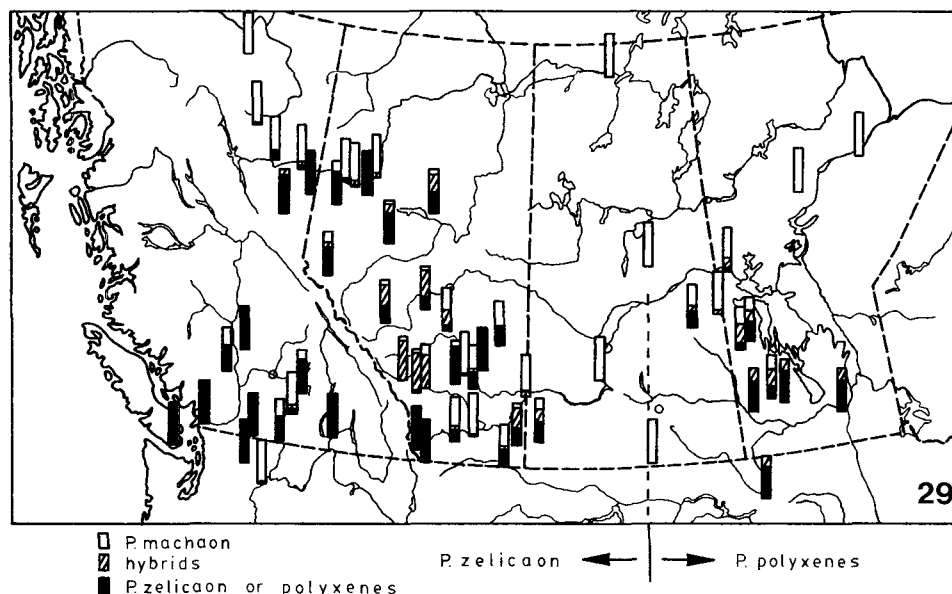 29
P. machaon
hybrids
P. zelicaon or polyxenes
P. zelicaon
P. polyxenes